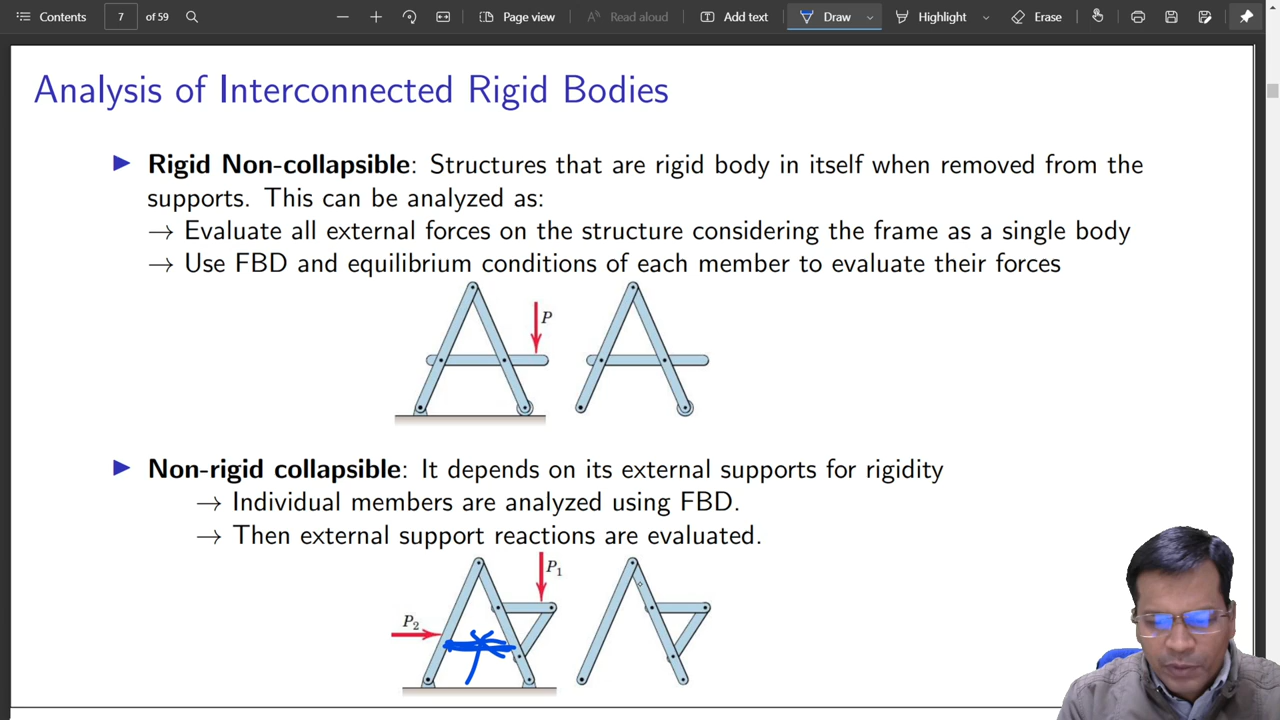 Contents
7 of 59
Page view
Read aloud
Add text
Draw
Highlight
Erase
Analysis of Interconnected Rigid Bodies
▶ Rigid Non-collapsible: Structures that are rigid body in itself when removed from the
supports. This can be analyzed as:
→ Evaluate all external forces on the structure considering the frame as a single body
→ Use FBD and equilibrium conditions of each member to evaluate their forces
P
▶ Non-rigid collapsible: It depends on its external supports for rigidity
→ Individual members are analyzed using FBD.
→ Then external support reactions are evaluated.
P₁
P₂